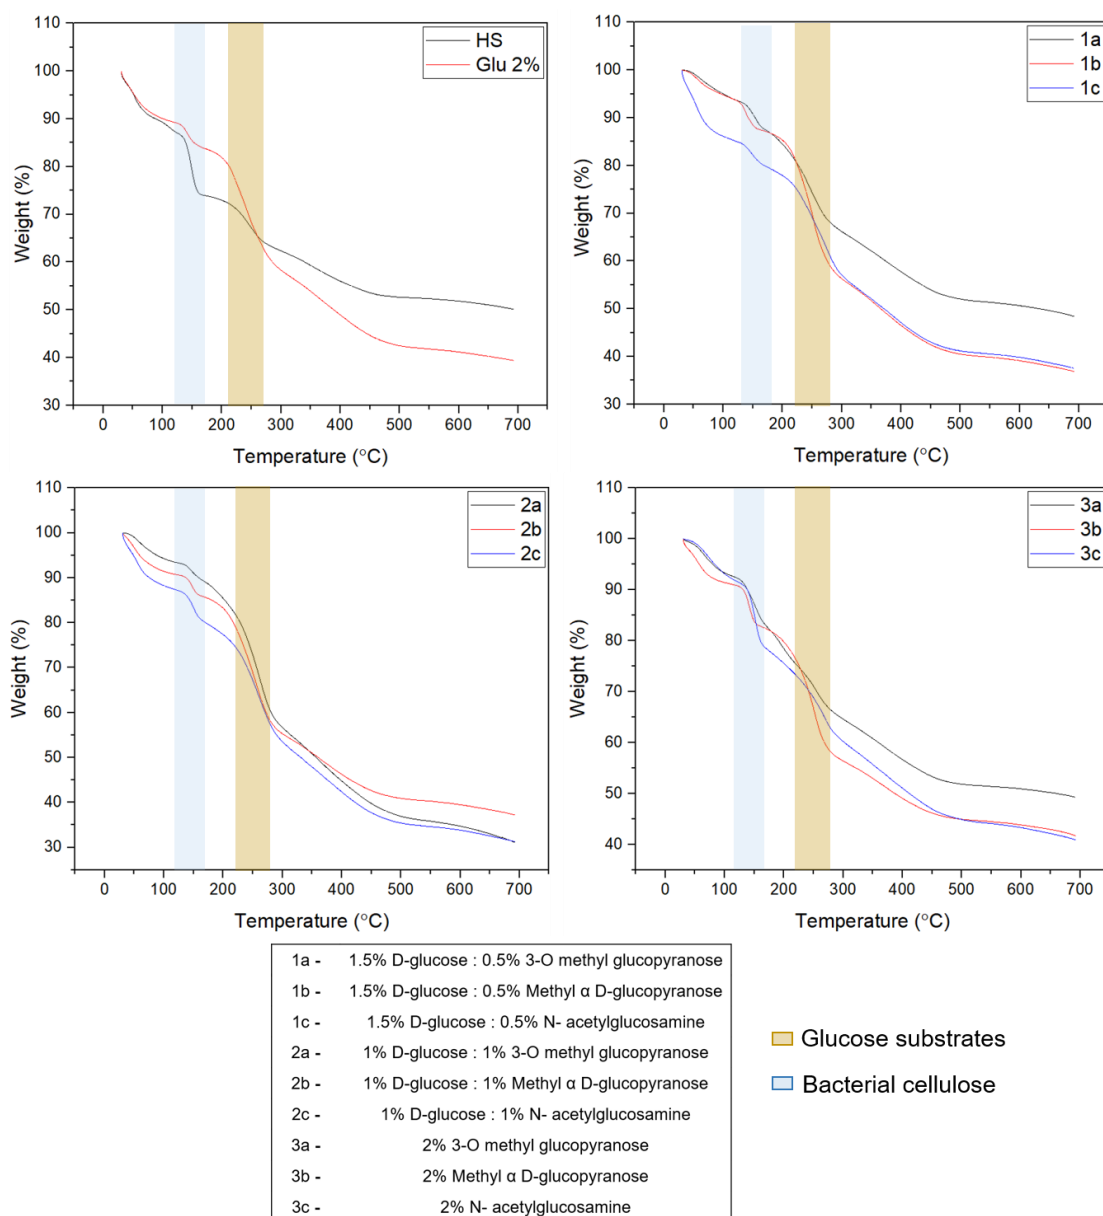 110
100
90
80
70
60
50
40
30
Weight (%)
0 100 200 300 400 500 600 700
Temperature (°C)
HS
Glu 2%
110
100
90
80
70
60
50
40
30
Weight (%)
0 100 200 300 400 500 600 700
Temperature (°C)
1a
1b
1c
110
100
90
80
70
60
50
40
30
Weight (%)
0 100 200 300 400 500 600 700
Temperature (°C)
2a
2b
2c
110
100
90
80
70
60
50
40
Weight (%)
0 100 200 300 400 500 600 700
Temperature (°C)
3a
3b
3c
1a - 1.5% D-glucose : 0.5% 3-O methyl glucopyranose
1b - 1.5% D-glucose : 0.5% Methyl α D-glucopyranose
1c - 1.5% D-glucose : 0.5% N- acetylglucosamine
2a - 1% D-glucose : 1% 3-O methyl glucopyranose
2b - 1% D-glucose : 1% Methyl α D-glucopyranose
2c - 1% D-glucose : 1% N- acetylglucosamine
3a - 2% 3-O methyl glucopyranose
3b - 2% Methyl α D-glucopyranose
3c - 2% N- acetylglucosamine
Glucose substrates
Bacterial cellulose